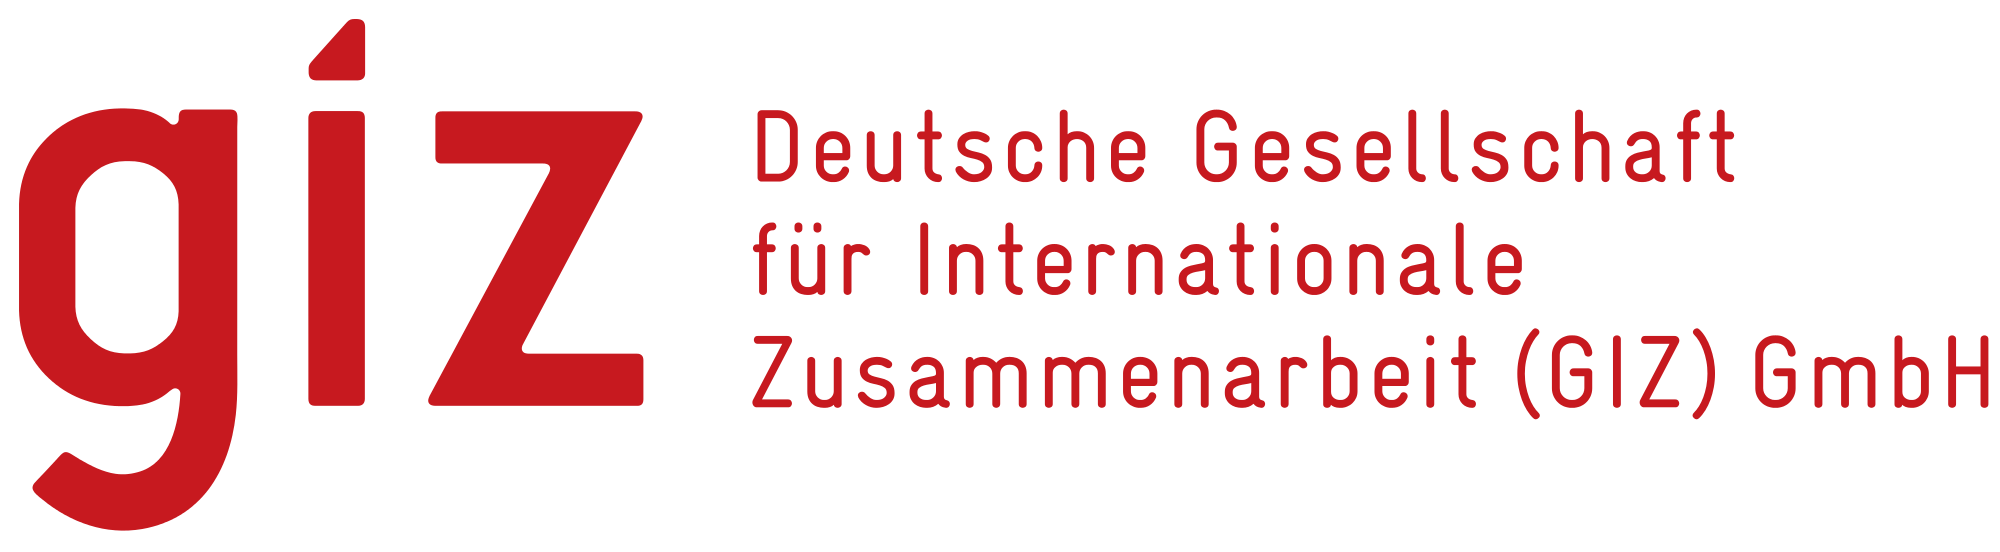 giz
Deutsche Gesellschaft
für Internationale
Zusammenarbeit (GIZ) GmbH